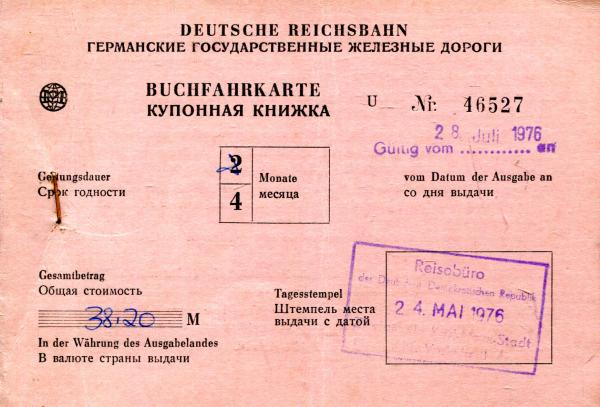 DEUTSCHE REICHSBAHN
ГЕРМАНСКИЕ ГОСУДАРСТВЕННЫЕ ЖЕЛЕЗНЫЕ ДОРОГИ
BUCHFAHRKARTE
КУПОННАЯ КНИЖКА
U Nr. 46527
28. Juli 1976
Gültig vom ............ an
Geltungsdauer
Срок годности
2
4
Monate
месяца
vom Datum der Ausgabe an
со дня выдачи
Gesamtbetrag
Общая стоимость
38,20 M
In der Währung des Ausgabelandes
В валюте страны выдачи
Tagesstempel
Штемпель места
выдачи с датой
Reisebüro
der Deutschen Demokratischen Republik
24. MAI 1976
Stadt